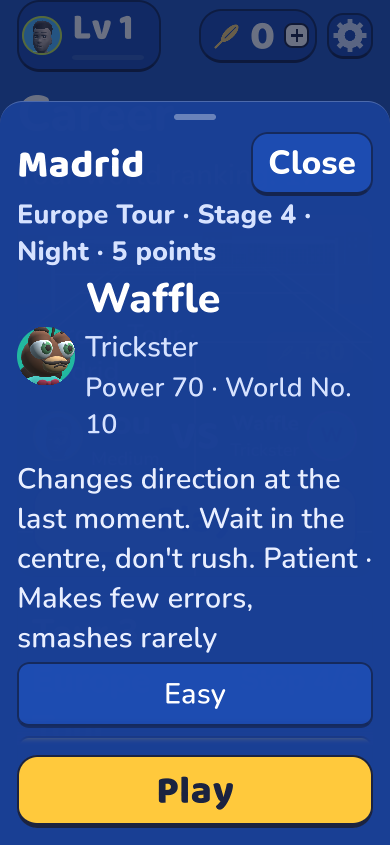 Lv 1
0
Madrid
Close
Europe Tour · Stage 4 ·
Night · 5 points
Waffle
Trickster
Power 70 · World No.
10
Changes direction at the
last moment. Wait in the
centre, don't rush. Patient ·
Makes few errors,
smashes rarely
Easy
Play